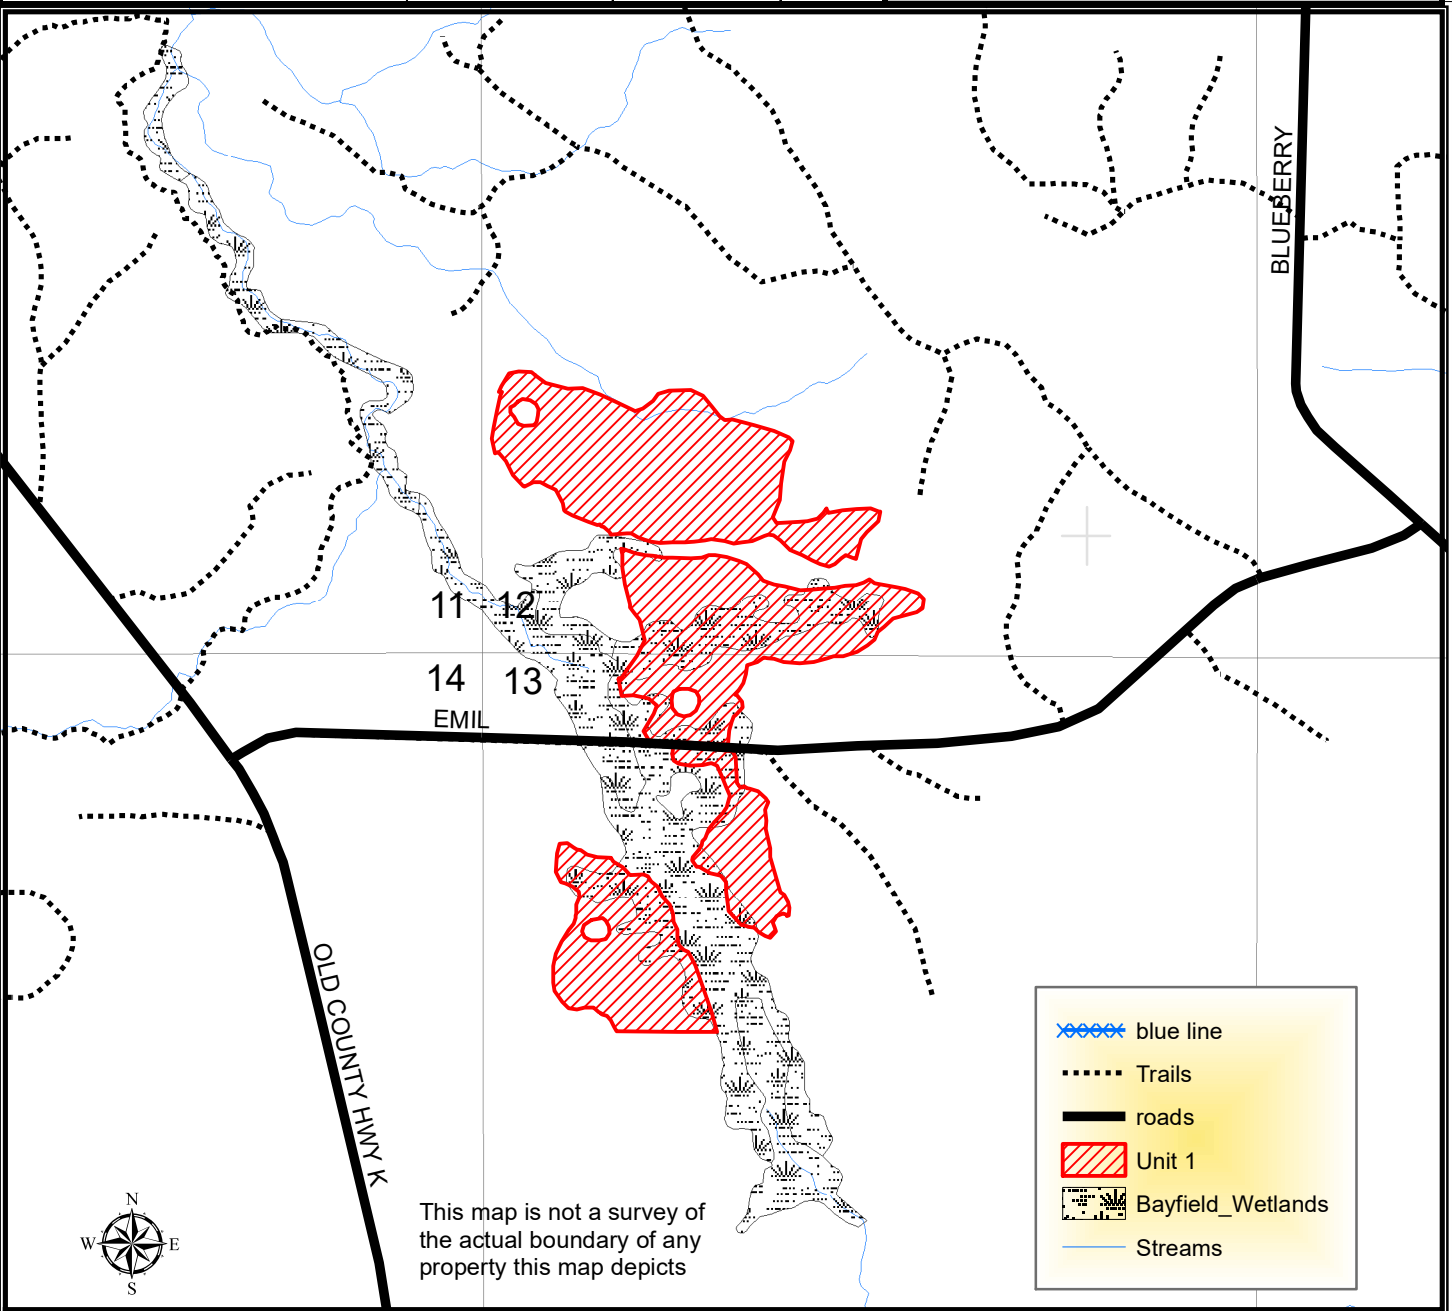 BLUEBERRY
11 12
14 13
EMIL
OLD COUNTY HWY K
blue line
Trails
roads
Unit 1
Bayfield_Wetlands
Streams
N
W E
S
This map is not a survey of
the actual boundary of any
property this map depicts